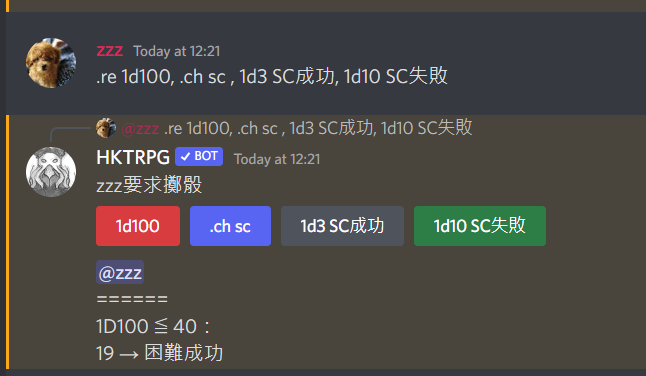 zzz Today at 12:21
.re 1d100, .ch sc , 1d3 SC成功, 1d10 SC失敗
@zzz .re 1d100, .ch sc , 1d3 SC成功, 1d10 SC失敗
HKTRPG ✓ BOT Today at 12:21
zzz要求擲骰
1d100 .ch sc 1d3 SC成功 1d10 SC失敗
@zzz
======
1D100 ≦ 40：
19 → 困難成功